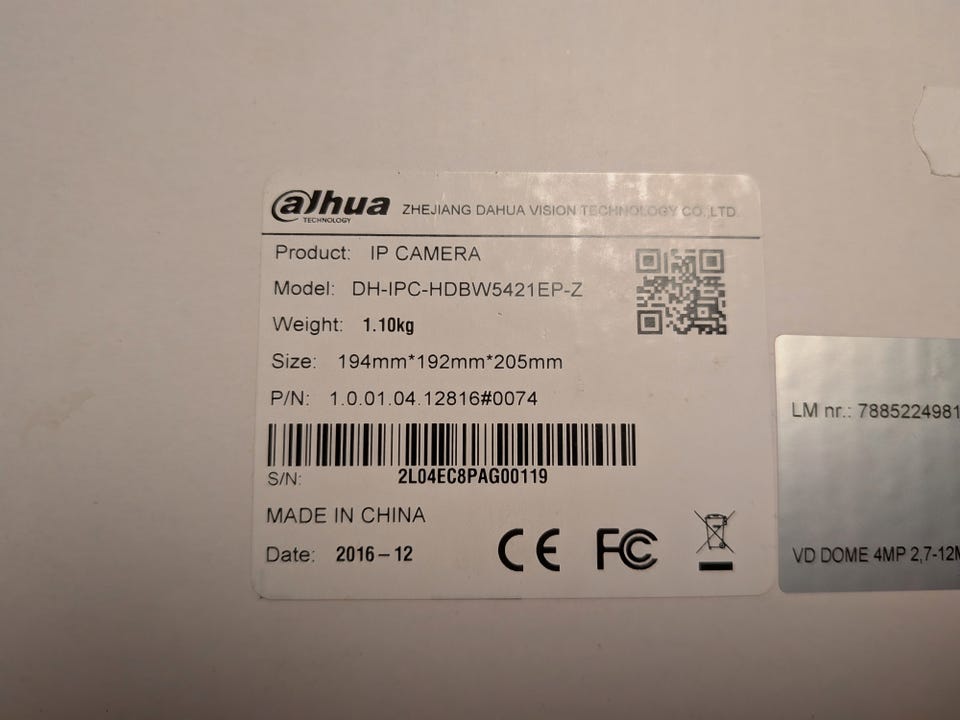 alhua
TECHNOLOGY
ZHEJIANG DAHUA VISION TECHNOLOGY CO., LTD.
Product: IP CAMERA
Model: DH-IPC-HDBW5421EP-Z
Weight: 1.10kg
Size: 194mm*192mm*205mm
P/N: 1.0.01.04.12816#0074
S/N: 2L04EC8PAG00119
MADE IN CHINA
Date: 2016-12
CE FC
LM nr.: 7885224981
VD DOME 4MP 2,7-12M